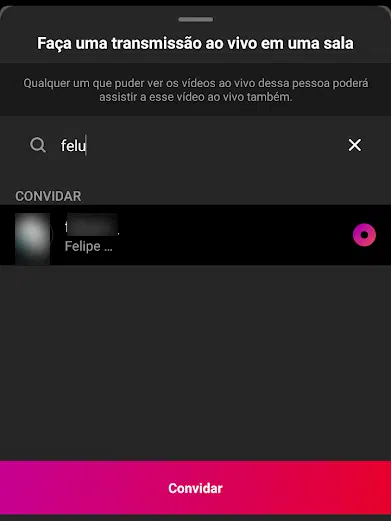 Faça uma transmissão ao vivo em uma sala
Qualquer um que puder ver os vídeos ao vivo dessa pessoa poderá
assistir a esse vídeo ao vivo também.
felu
CONVIDAR
Felipe ...
Convidar